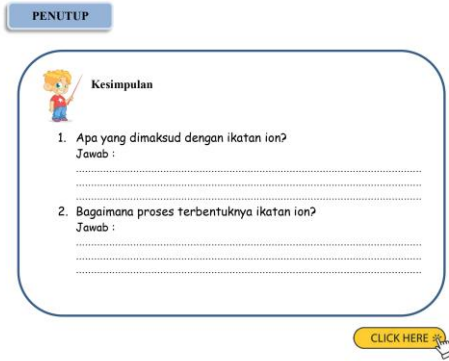 PENUTUP
Kesimpulan
1. Apa yang dimaksud dengan ikatan ion?
Jawab :
................................................................
................................................................
................................................................
2. Bagaimana proses terbentuknya ikatan ion?
Jawab :
................................................................
................................................................
................................................................
CLICK HERE